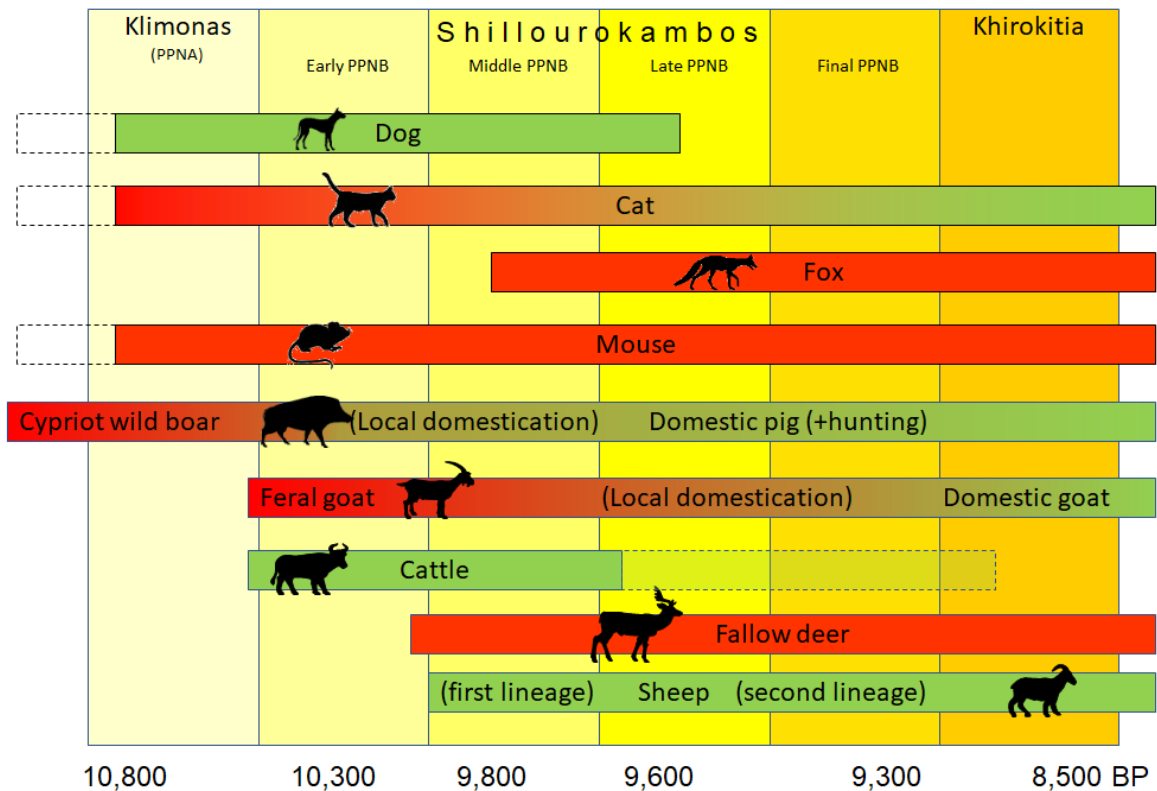 Klimonas
(PPNA)
Shillourokambos
Khirokitia
Early PPNB
Middle PPNB
Late PPNB
Final PPNB
Dog
Cat
Fox
Mouse
Cypriot wild boar
(Local domestication)
Domestic pig (+hunting)
Feral goat
(Local domestication)
Domestic goat
Cattle
Fallow deer
(first lineage)
Sheep
(second lineage)
10,800
10,300
9,800
9,600
9,300
8,500 BP